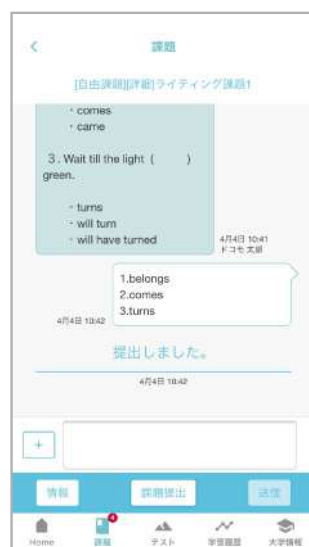 課題
[自由課題][詳細]ライティング課題1
・comes
・came
3．Wait till the light (　　　)
green.
・turns
・will turn
・will have turned
4月4日 10:41
ドコモ 太郎
1.belongs
2.comes
3.turns
4月4日 10:42
提出しました。
4月4日 10:42
+
情報
課題提出
送信
4
Home
課題
テスト
学習履歴
大学情報